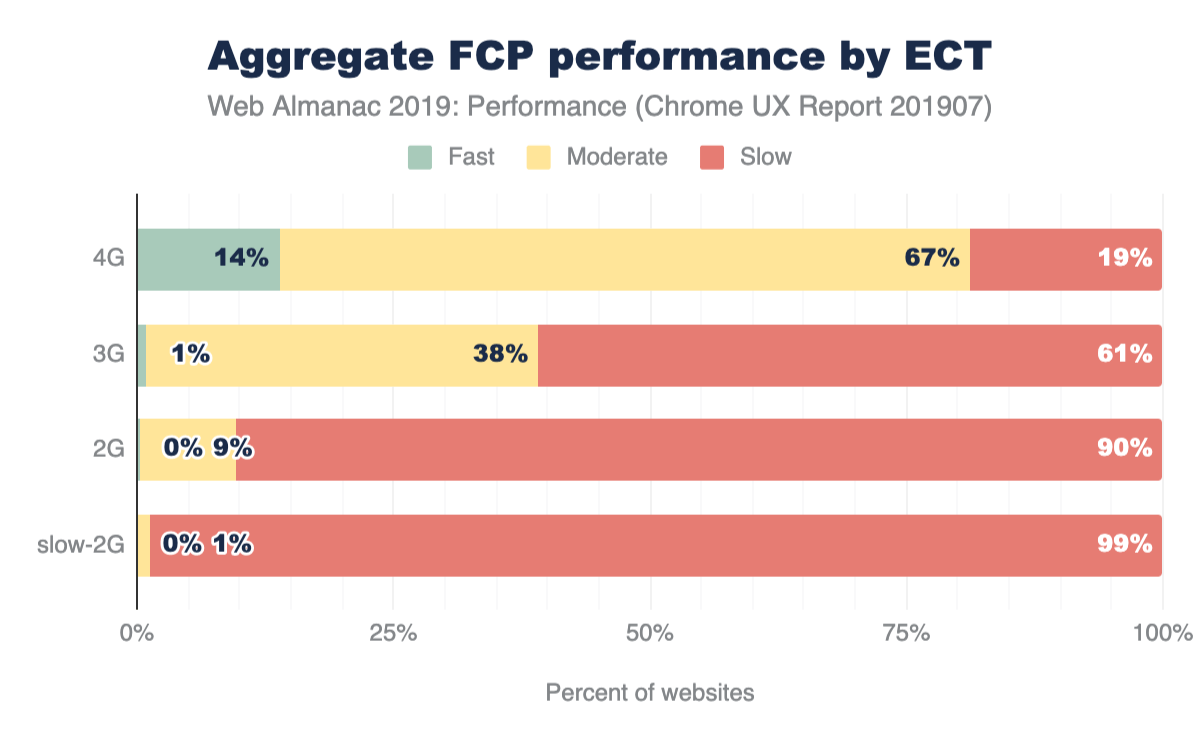 Aggregate FCP performance by ECT
Web Almanac 2019: Performance (Chrome UX Report 201907)
Fast Moderate Slow
4G 14% 67% 19%
3G 1% 38% 61%
2G 0% 9% 90%
slow-2G 0% 1% 99%
0% 25% 50% 75% 100%
Percent of websites